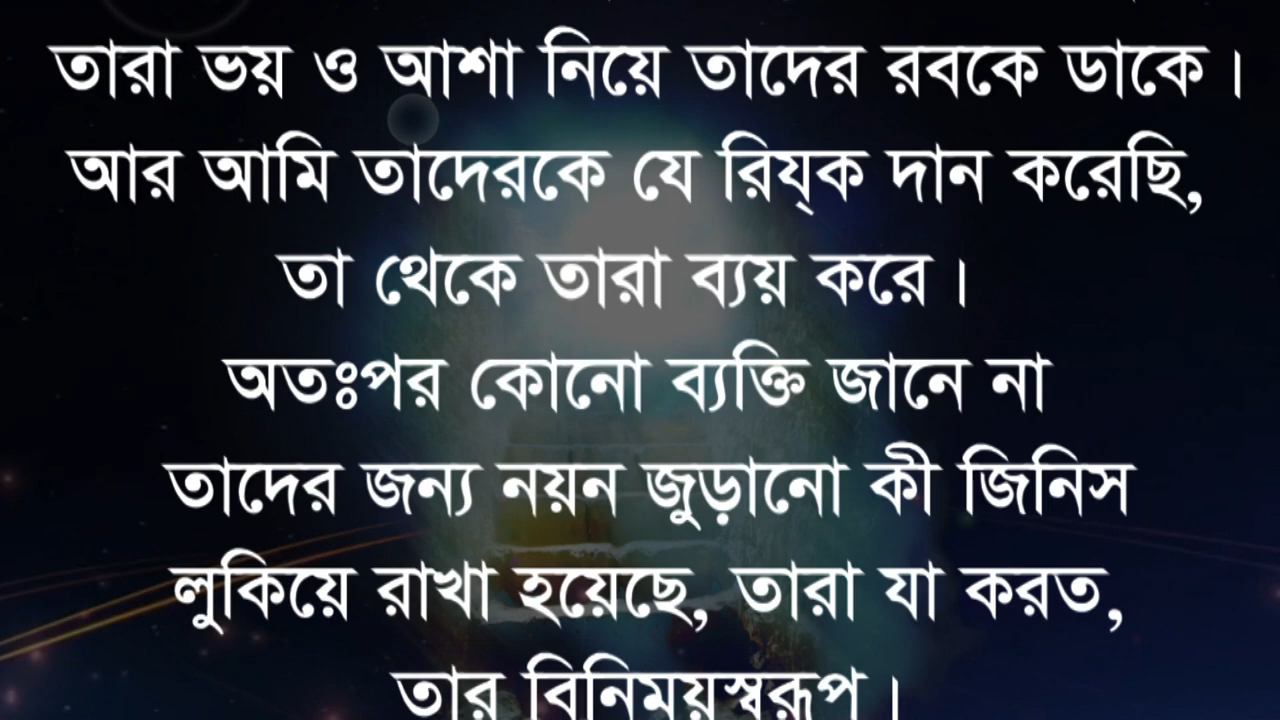 তারা ভয় ও আশা নিয়ে তাদের রবকে ডাকে।
আর আমি তাদেরকে যে রিয্‌ক দান করেছি,
তা থেকে তারা ব্যয় করে।
অতঃপর কোনো ব্যক্তি জানে না
তাদের জন্য নয়ন জুড়ানো কী জিনিস
লুকিয়ে রাখা হয়েছে, তারা যা করত,
তার বিনিময়স্বরূপ।